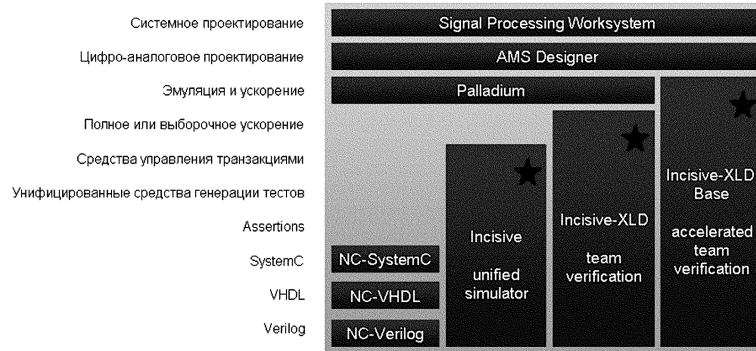 Системное проектирование
Signal Processing Worksystem
Цифро-аналоговое проектирование
AMS Designer
Эмуляция и ускорение
Palladium
Полное или выборочное ускорение
Средства управления транзакциями
Унифицированные средства генерации тестов
Assertions
SystemC
VHDL
Verilog
NC-SystemC
NC-VHDL
NC-Verilog
Incisive
unified
simulator
Incisive-XLD
team
verification
Incisive-XLD
Base
accelerated
team
verification